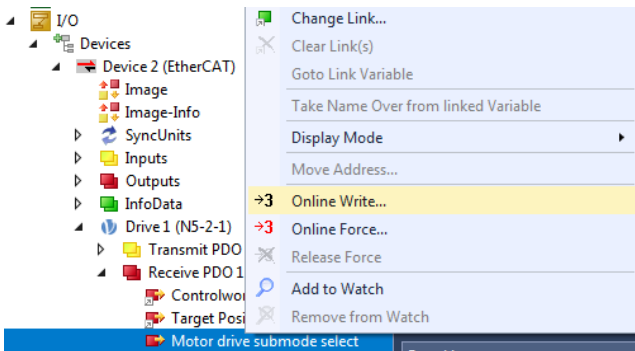 I/O
Devices
Device 2 (EtherCAT)
Image
Image-Info
SyncUnits
Inputs
Outputs
InfoData
Drive 1 (N5-2-1)
Transmit PDO
Receive PDO 1
Target
Motor drive submode select
Change Link...
Clear Link(s)
Goto Link Variable
Take Name Over from linked Variable
Display Mode
Move Address...
→3 Online Write...
→3 Online Force...
Release Force
Add to Watch
Remove from Watch